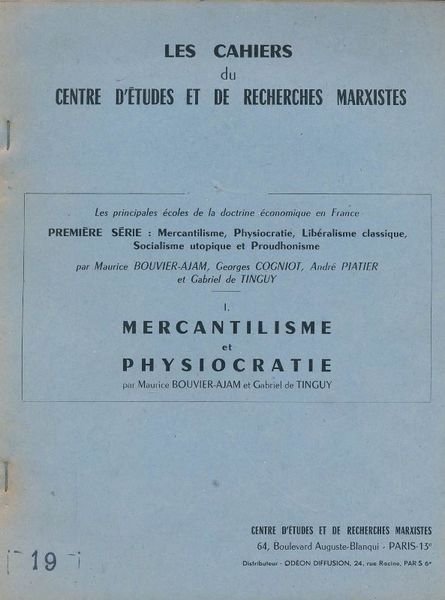 LES CAHIERS
du
CENTRE D'ÉTUDES ET DE RECHERCHES MARXISTES
Les principales écoles de la doctrine économique en France
PREMIÈRE SÉRIE : Mercantilisme, Physiocratie, Libéralisme classique,
Socialisme utopique et Proudhonisme
par Maurice BOUVIER-AJAM, Georges COGNIOT, André PIATIER
et Gabriel de TINGUY
I.
MERCANTILISME
et
PHYSIOCRATIE
par Maurice BOUVIER-AJAM et Gabriel de TINGUY
CENTRE D'ÉTUDES ET DE RECHERCHES MARXISTES
64, Boulevard Auguste-Blanqui - PARIS-13e
Distributeur - ODÉON DIFFUSION, 24, rue Racine, PARIS 6e
19